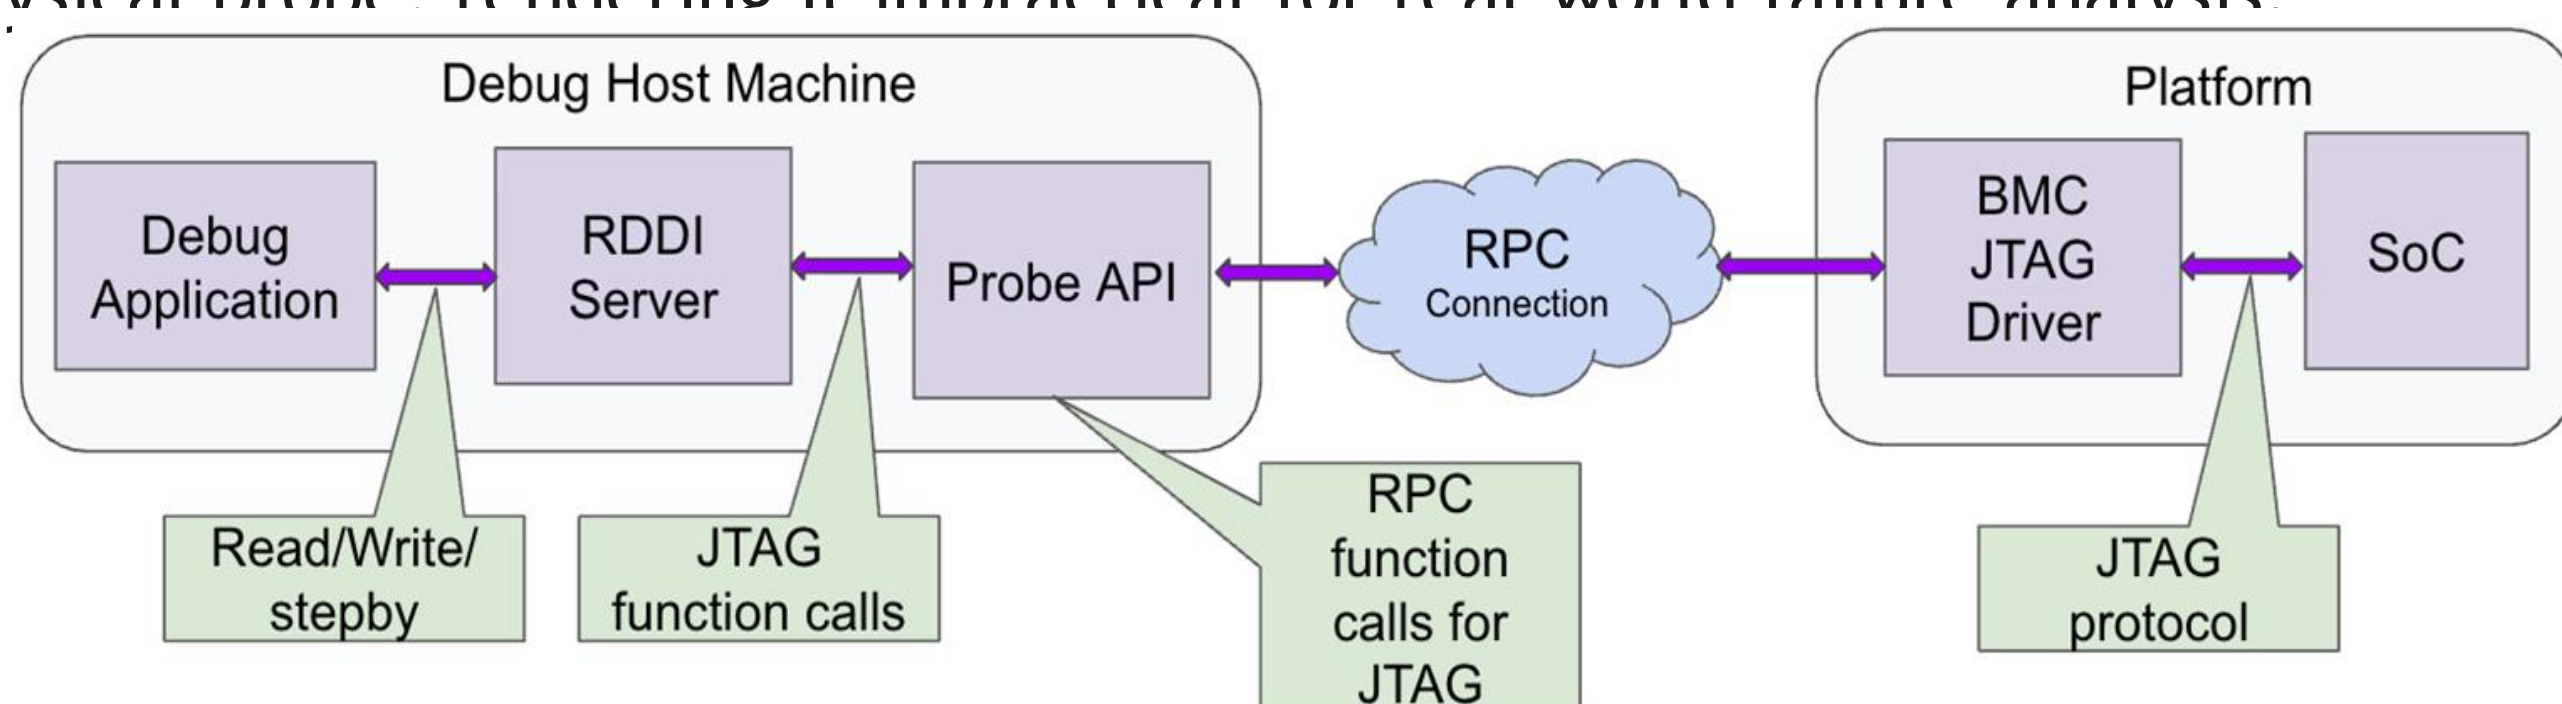 Debug Host Machine
Platform
Debug
Application
RDDI
Server
Probe API
RPC
Connection
BMC
JTAG
Driver
SoC
Read/Write/
stepby
JTAG
function calls
RPC
function
calls for
JTAG
JTAG
protocol